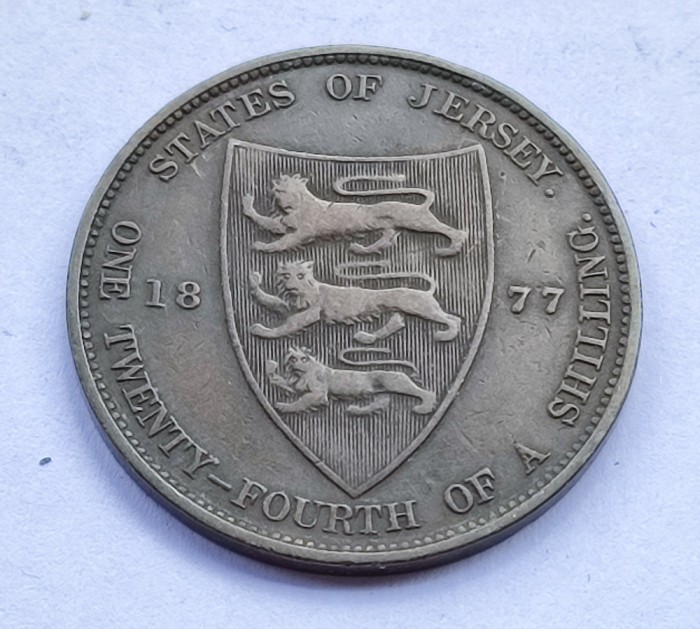 STATES OF JERSEY.
18 77
ONE TWENTY-FOURTH OF A SHILLING.